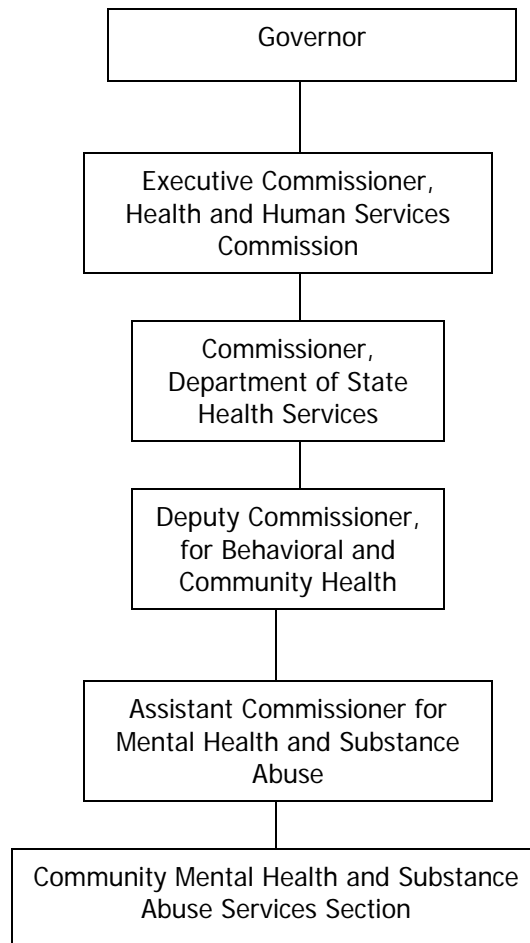 Governor
Executive Commissioner,
Health and Human Services
Commission
Commissioner,
Department of State
Health Services
Deputy Commissioner,
for Behavioral and
Community Health
Assistant Commissioner for
Mental Health and Substance
Abuse
Community Mental Health and Substance
Abuse Services Section